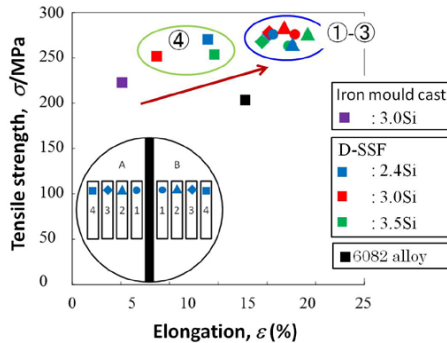 300
250
200
150
100
50
0
Tensile strength, σ/MPa
④
①-③
A B
4 3 2 1 1 2 3 4
0 5 10 15 20 25
Elongation, ε (%)
Iron mould cast
: 3.0Si
D-SSF
: 2.4Si
: 3.0Si
: 3.5Si
6082 alloy